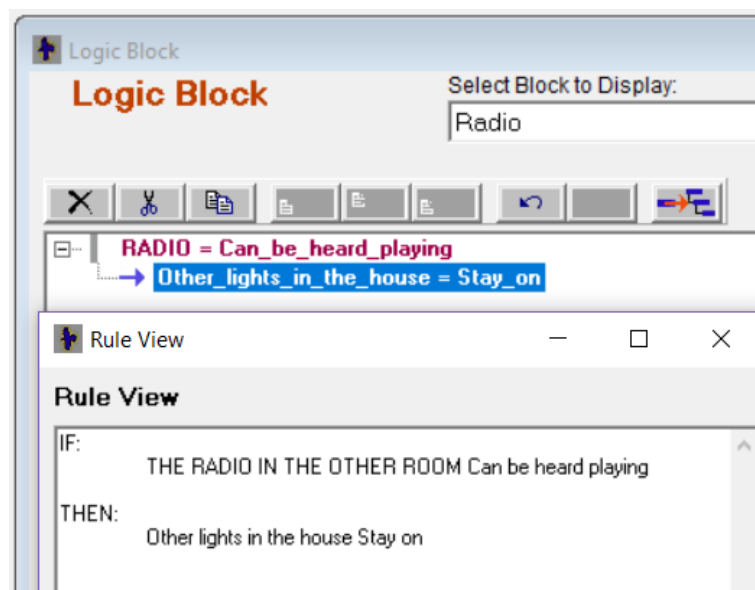 Logic Block
Logic Block
Select Block to Display:
Radio
RADIO = Can_be_heard_playing
Other_lights_in_the_house = Stay_on
Rule View
Rule View
IF:
THE RADIO IN THE OTHER ROOM Can be heard playing
THEN:
Other lights in the house Stay on